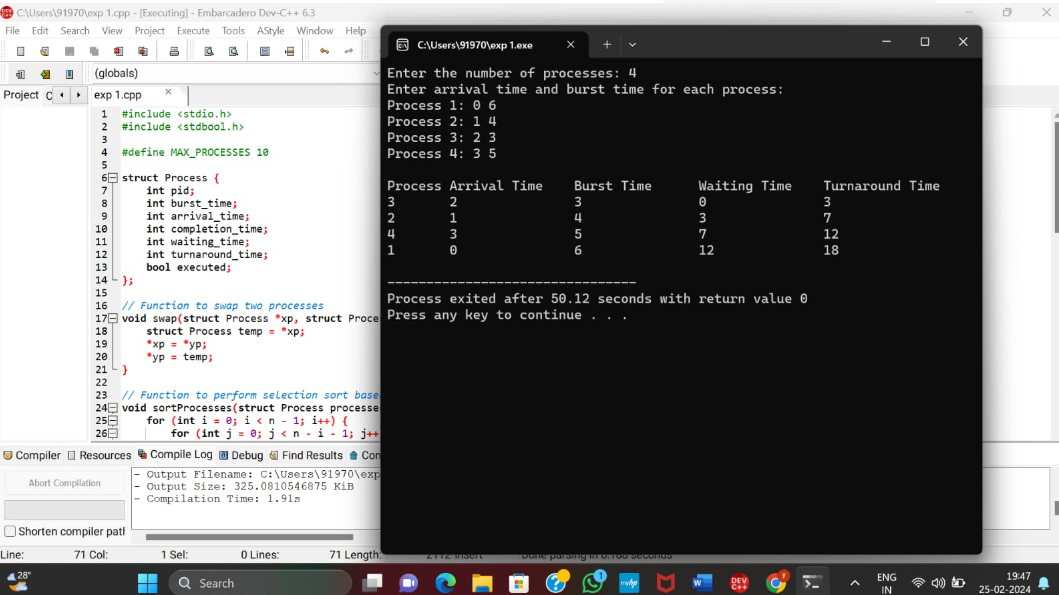 C:\Users\91970\exp 1.cpp - [Executing] - Embarcadero Dev-C++ 6.3
File Edit Search View Project Execute Tools AStyle Window Help
(globals)
Project
exp 1.cpp
1 #include <stdio.h>
2 #include <stdbool.h>
3
4 #define MAX_PROCESSES 10
5
6 struct Process {
7 int pid;
8 int burst_time;
9 int arrival_time;
10 int completion_time;
11 int waiting_time;
12 int turnaround_time;
13 bool executed;
14 };
15
16 // Function to swap two processes
17 void swap(struct Process *xp, struct Proce
18 struct Process temp = *xp;
19 *xp = *yp;
20 *yp = temp;
21 }
22
23 // Function to perform selection sort base
24 void sortProcesses(struct Process processe
25 for (int i = 0; i < n - 1; i++) {
26 for (int j = 0; j < n - i - 1; j++
C:\Users\91970\exp 1.exe
Enter the number of processes: 4
Enter arrival time and burst time for each process:
Process 1: 0 6
Process 2: 1 4
Process 3: 2 3
Process 4: 3 5
Process Arrival Time Burst Time Waiting Time Turnaround Time
3 2 3 0 3
2 1 4 3 7
4 3 5 7 12
1 0 6 12 18
--------------------------------
Process exited after 50.12 seconds with return value 0
Press any key to continue . . .
Compiler Resources Compile Log Debug Find Results Con
Abort Compilation
Shorten compiler path
- Output Filename: C:\Users\91970\exp
- Output Size: 325.0810546875 KiB
- Compilation Time: 1.91s
Line: 71 Col: 1 Sel: 0 Lines: 71 Length: 2112 Insert Done parsing in 0.188 seconds
28°
Search
ENG
IN
19:47
25-02-2024